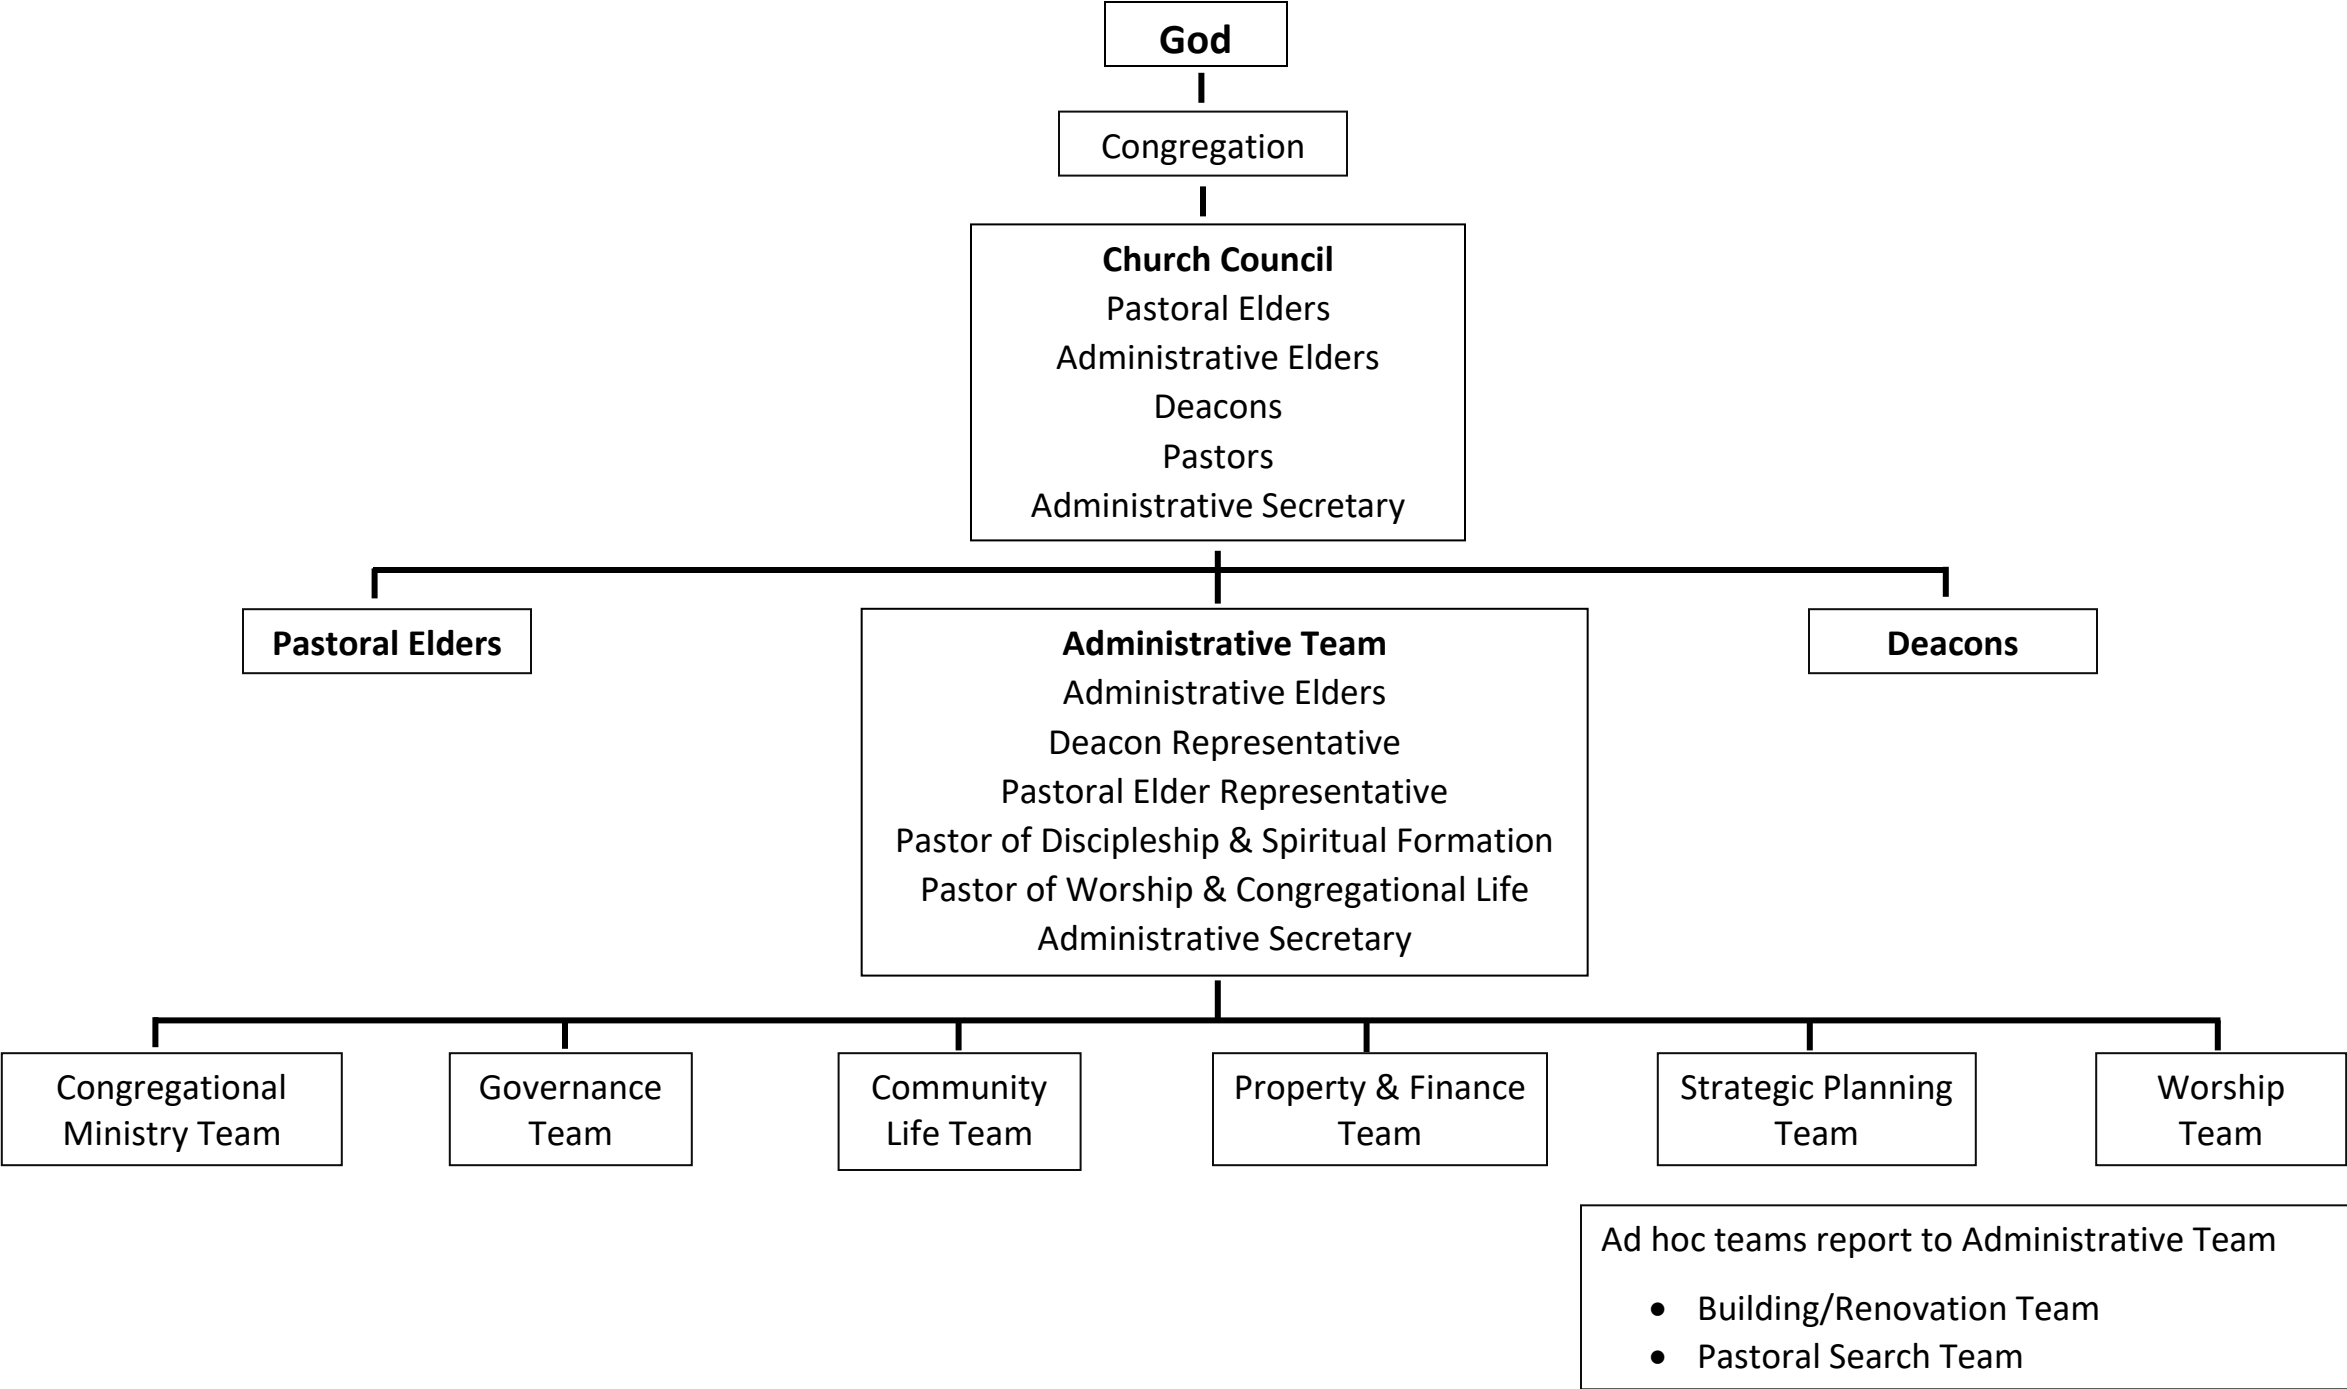 God
Congregation
Church Council
Pastoral Elders
Administrative Elders
Deacons
Pastors
Administrative Secretary
Pastoral Elders
Administrative Team
Administrative Elders
Deacon Representative
Pastoral Elder Representative
Pastor of Discipleship & Spiritual Formation
Pastor of Worship & Congregational Life
Administrative Secretary
Deacons
Congregational
Ministry Team
Governance
Team
Community
Life Team
Property & Finance
Team
Strategic Planning
Team
Worship
Team
Ad hoc teams report to Administrative Team
• Building/Renovation Team
• Pastoral Search Team